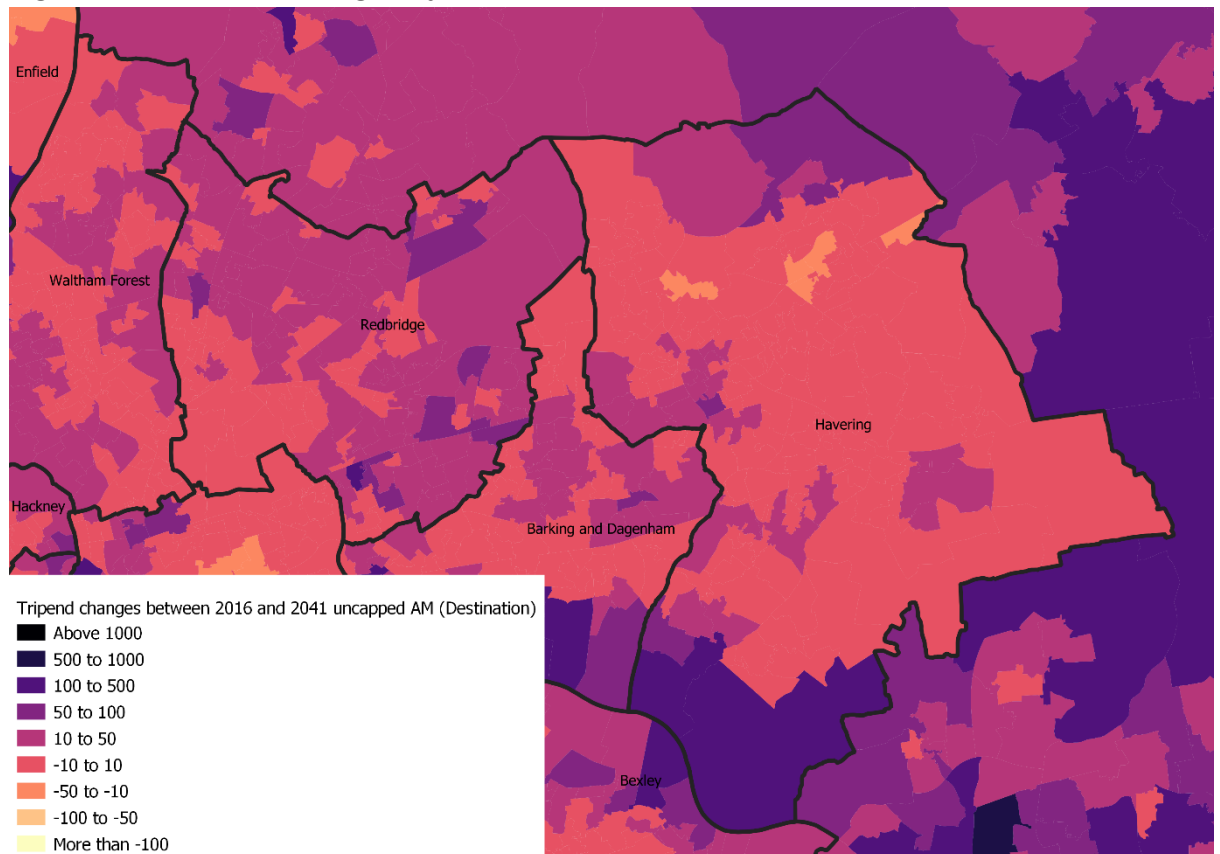 Enfield
Waltham Forest
Redbridge
Havering
Hackney
Barking and Dagenham
Bexley
Tripend changes between 2016 and 2041 uncapped AM (Destination)
Above 1000
500 to 1000
100 to 500
50 to 100
10 to 50
-10 to 10
-50 to -10
-100 to -50
More than -100